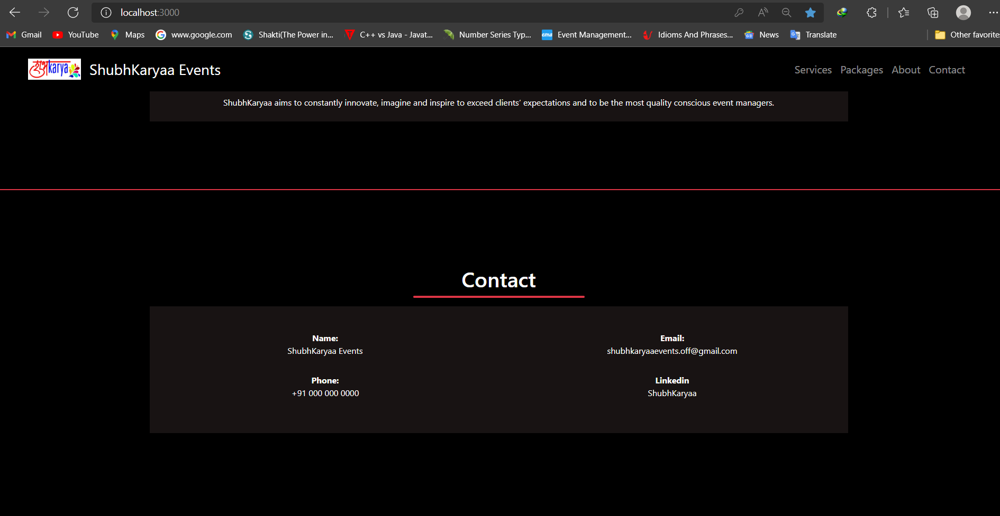 localhost:3000
Gmail YouTube Maps www.google.com Shakti(The Power in... C++ vs Java - Javat... Number Series Typ... Event Management... Idioms And Phrases... News Translate Other favorites
शुभkarya ShubhKaryaa Events Services Packages About Contact
ShubhKaryaa aims to constantly innovate, imagine and inspire to exceed clients’ expectations and to be the most quality conscious event managers.
Contact
Name: Email:
ShubhKaryaa Events shubhkaryaaevents.off@gmail.com
Phone: Linkedin
+91 000 000 0000 ShubhKaryaa